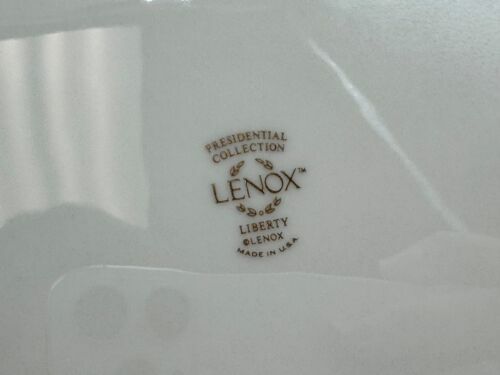 PRESIDENTIAL
COLLECTION
LENOX™
LIBERTY
©LENOX
MADE IN U.S.A.